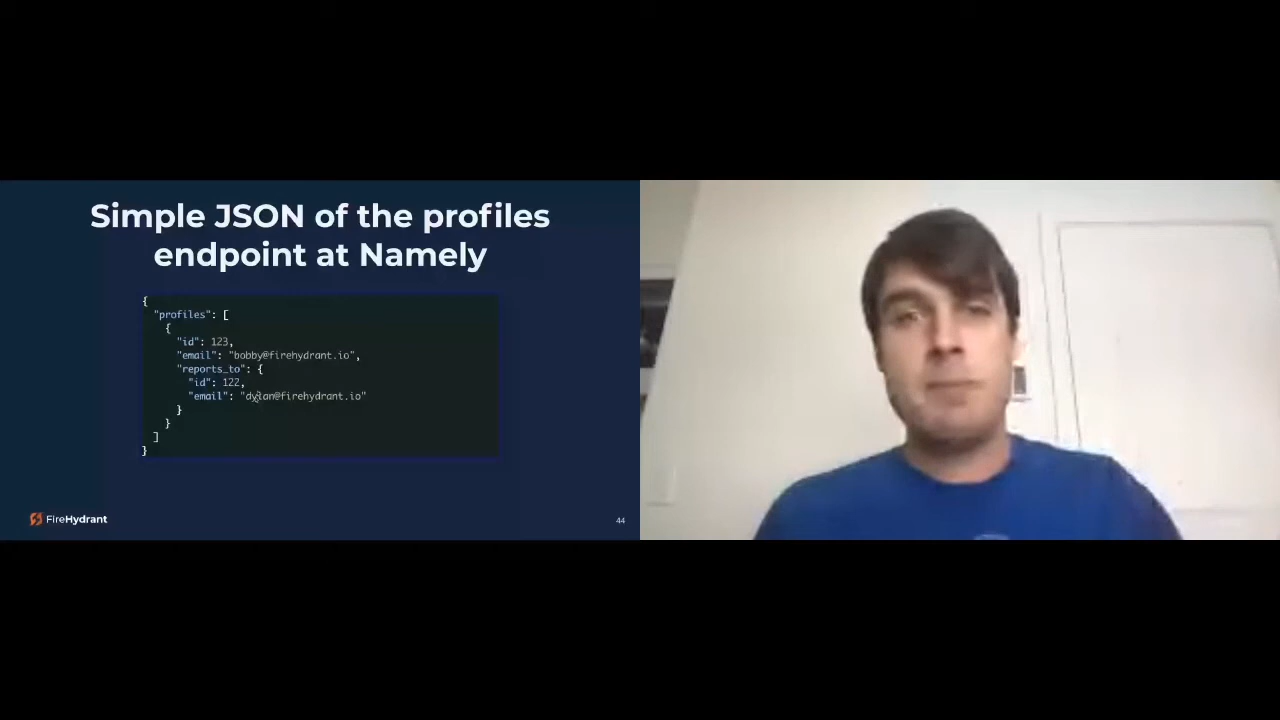 Simple JSON of the profiles
endpoint at Namely
{
"profiles": [
{
"id": 123,
"email": "bobby@firehydrant.io",
"reports_to": {
"id": 122,
"email": "dylan@firehydrant.io"
}
}
]
}
FireHydrant
44